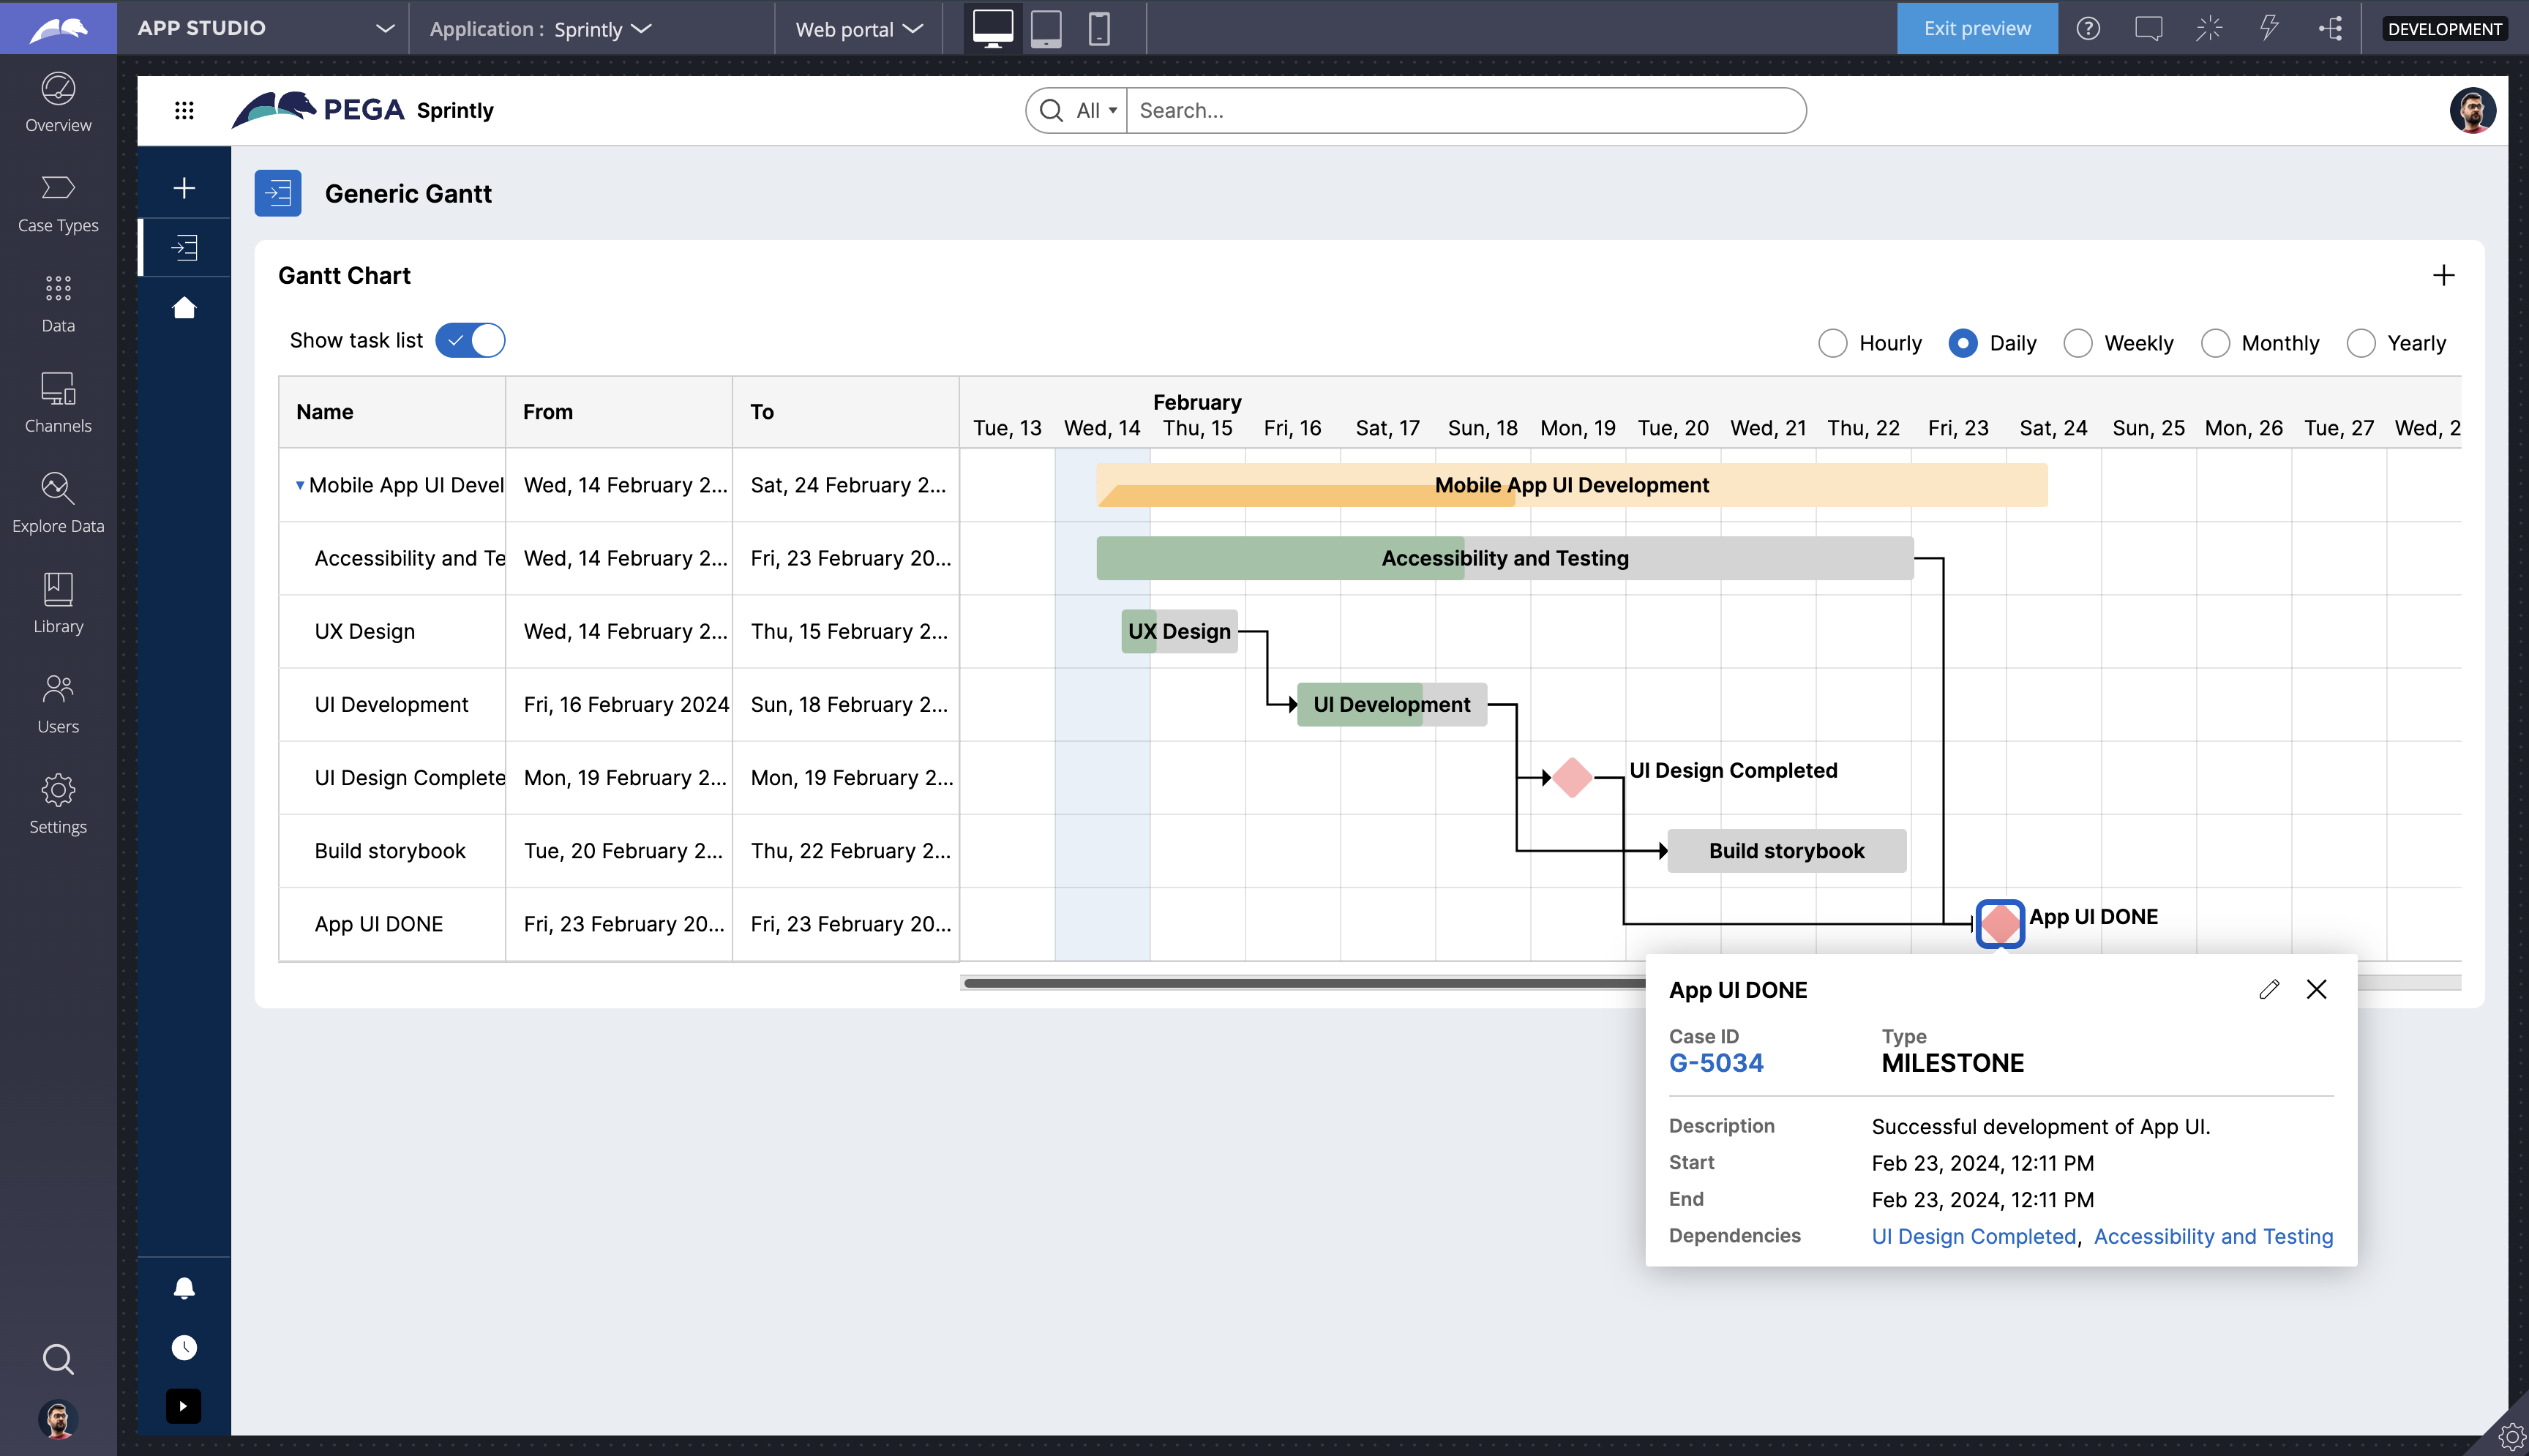 APP STUDIO
Application : Sprintly
Web portal
Exit preview
DEVELOPMENT
Overview
Case Types
Data
Channels
Explore Data
Library
Users
Settings
PEGA Sprintly
All
Search...
Generic Gantt
Gantt Chart
Show task list
Hourly Daily Weekly Monthly Yearly
Name From To
February
Tue, 13 Wed, 14 Thu, 15 Fri, 16 Sat, 17 Sun, 18 Mon, 19 Tue, 20 Wed, 21 Thu, 22 Fri, 23 Sat, 24 Sun, 25 Mon, 26 Tue, 27 Wed, 2
Mobile App UI Devel Wed, 14 February 2... Sat, 24 February 2... Mobile App UI Development
Accessibility and Te Wed, 14 February 2... Fri, 23 February 20... Accessibility and Testing
UX Design Wed, 14 February 2... Thu, 15 February 2... UX Design
UI Development Fri, 16 February 2024 Sun, 18 February 2... UI Development
UI Design Complete Mon, 19 February 2... Mon, 19 February 2... UI Design Completed
Build storybook Tue, 20 February 2... Thu, 22 February 2... Build storybook
App UI DONE Fri, 23 February 20... Fri, 23 February 20... App UI DONE
App UI DONE
Case ID Type
G-5034 MILESTONE
Description Successful development of App UI.
Start Feb 23, 2024, 12:11 PM
End Feb 23, 2024, 12:11 PM
Dependencies UI Design Completed, Accessibility and Testing